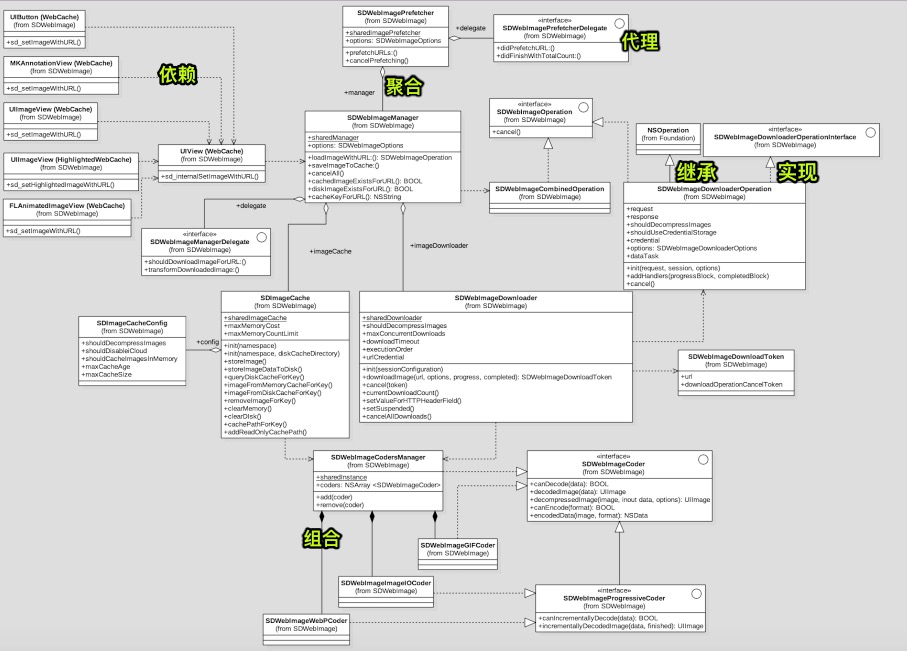 UIButton (WebCache)
(from SDWebImage)
+sd_setImageWithURL()
MKAnnotationView (WebCache)
(from SDWebImage)
+sd_setImageWithURL()
UIImageView (WebCache)
(from SDWebImage)
+sd_setImageWithURL()
UIImageView (HighlightedWebCache)
(from SDWebImage)
+sd_setHighlightedImageWithURL()
FLAnimatedImageView (WebCache)
(from SDWebImage)
+sd_setImageWithURL()
依赖
UIView (WebCache)
(from SDWebImage)
+sd_internalSetImageWithURL()
SDWebImagePrefetcher
(from SDWebImage)
+sharedImagePrefetcher
+options: SDWebImageOptions
+prefetchURLs:()
+cancelPrefetching()
+delegate
«interface»
SDWebImagePrefetcherDelegate
(from SDWebImage)
+didPrefetchURL:()
+didFinishWithTotalCount:()
代理
聚合
+manager
SDWebImageManager
(from SDWebImage)
+sharedManager
+options: SDWebImageOptions
+loadImageWithURL:(): SDWebImageOperation
+saveImageToCache:()
+cancelAll()
+cachedImageExistsForURL(): BOOL
+diskImageExistsForURL(): BOOL
+cacheKeyForURL(): NSString
«interface»
SDWebImageOperation
(from SDWebImage)
+cancel()
NSOperation
(from Foundation)
«interface»
SDWebImageDownloaderOperationInterface
(from SDWebImage)
继承
实现
SDWebImageCombinedOperation
(from SDWebImage)
SDWebImageDownloaderOperation
(from SDWebImage)
+request
+response
+shouldDecompressImages
+shouldUseCredentialStorage
+credential
+options: SDWebImageDownloaderOptions
+dataTask
+init(request, session, options)
+addHandlers(progressBlock, completedBlock)
+cancel()
+delegate
«interface»
SDWebImageManagerDelegate
(from SDWebImage)
+shouldDownloadImageForURL:()
+transformDownloadedImage:()
+imageCache
+imageDownloader
SDImageCacheConfig
(from SDWebImage)
+shouldDecompressImages
+shouldDisableiCloud
+shouldCacheImagesInMemory
+maxCacheAge
+maxCacheSize
+config
SDImageCache
(from SDWebImage)
+sharedImageCache
+maxMemoryCost
+maxMemoryCountLimit
+init(namespace)
+init(namespace, diskCacheDirectory)
+storeImage()
+storeImageDataToDisk()
+queryDiskCacheForKey()
+imageFromMemoryCacheForKey()
+imageFromDiskCacheForKey()
+removeImageForKey()
+clearMemory()
+clearDisk()
+cachePathForKey()
+addReadOnlyCachePath()
SDWebImageDownloader
(from SDWebImage)
+sharedDownloader
+shouldDecompressImages
+maxConcurrentDownloads
+downloadTimeout
+executionOrder
+urlCredential
+init(sessionConfiguration)
+downloadImage(url, options, progress, completed): SDWebImageDownloadToken
+cancel(token)
+currentDownloadCount()
+setValueForHTTPHeaderField()
+setSuspended()
+cancelAllDownloads()
SDWebImageDownloadToken
(from SDWebImage)
+url
+downloadOperationCancelToken
SDWebImageCodersManager
(from SDWebImage)
+sharedInstance
+coders: NSArray <SDWebImageCoder>
+add(coder)
+remove(coder)
«interface»
SDWebImageCoder
(from SDWebImage)
+canDecode(data): BOOL
+decodedImage(data): UIImage
+decompressedImage(image, inout data, options): UIImage
+canEncode(format): BOOL
+encodedData(image, format): NSData
组合
SDWebImageGIFCoder
(from SDWebImage)
SDWebImageImageIOCoder
(from SDWebImage)
SDWebImageWebPCoder
(from SDWebImage)
«interface»
SDWebImageProgressiveCoder
(from SDWebImage)
+canIncrementallyDecode(data): BOOL
+incrementallyDecodedImage(data, finished): UIImage